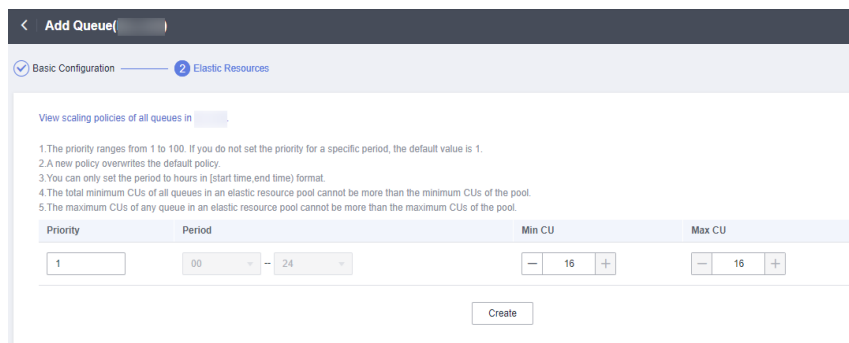 Add Queue( )
Basic Configuration 2 Elastic Resources
View scaling policies of all queues in .
1.The priority ranges from 1 to 100. If you do not set the priority for a specific period, the default value is 1.
2.A new policy overwrites the default policy.
3.You can only set the period to hours in [start time,end time) format.
4.The total minimum CUs of all queues in an elastic resource pool cannot be more than the minimum CUs of the pool.
5.The maximum CUs of any queue in an elastic resource pool cannot be more than the maximum CUs of the pool.
Priority Period Min CU Max CU
1 00 -- 24 — 16 + — 16 +
Create